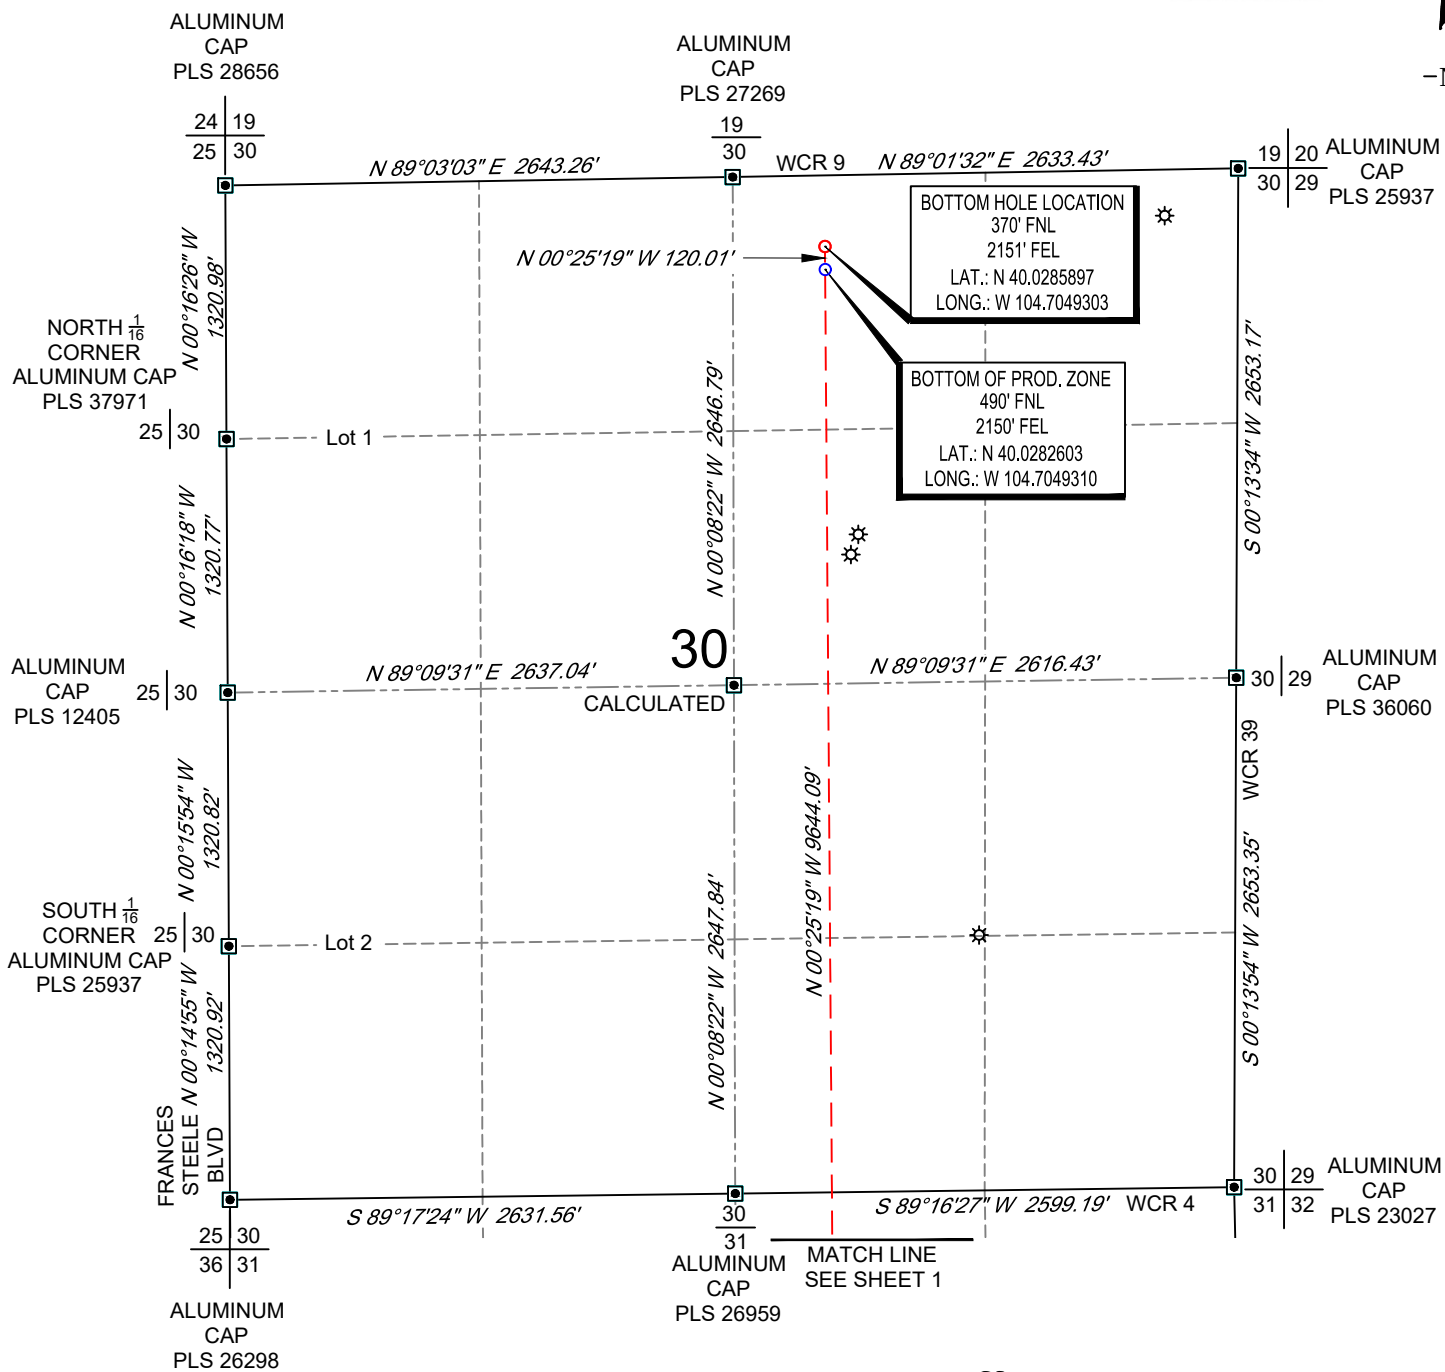 ALUMINUM
CAP
PLS 28656
ALUMINUM
CAP
PLS 27269
24 19
25 30
19
30
19 20
30 29
ALUMINUM
CAP
PLS 25937
N 89°03'03" E 2643.26'
WCR 9
N 89°01'32" E 2633.43'
BOTTOM HOLE LOCATION
370' FNL
2151' FEL
LAT.: N 40.0285897
LONG.: W 104.7049303
N 00°25'19" W 120.01'
N 00°16'26" W
1320.98'
NORTH 1/16
CORNER
ALUMINUM CAP
PLS 37971
25 30
Lot 1
N 00°08'22" W 2646.79'
BOTTOM OF PROD. ZONE
490' FNL
2150' FEL
LAT.: N 40.0282603
LONG.: W 104.7049310
S 00°13'34" W 2653.17'
N 00°16'18" W
1320.77'
30
CALCULATED
ALUMINUM
CAP
PLS 12405
25 30
N 89°09'31" E 2637.04'
N 89°09'31" E 2616.43'
30 29
ALUMINUM
CAP
PLS 36060
WCR 39
N 00°15'54" W
1320.82'
N 00°25'19" W 9644.09'
SOUTH 1/16
CORNER
ALUMINUM CAP
PLS 25937
25 30
Lot 2
N 00°08'22" W 2647.84'
S 00°13'54" W 2653.35'
N 00°14'55" W
1320.92'
FRANCES
STEELE
BLVD
S 89°17'24" W 2631.56'
S 89°16'27" W 2599.19'
WCR 4
30 29
31 32
ALUMINUM
CAP
PLS 23027
25 30
36 31
30
31
ALUMINUM
CAP
PLS 26959
MATCH LINE
SEE SHEET 1
ALUMINUM
CAP
PLS 26298